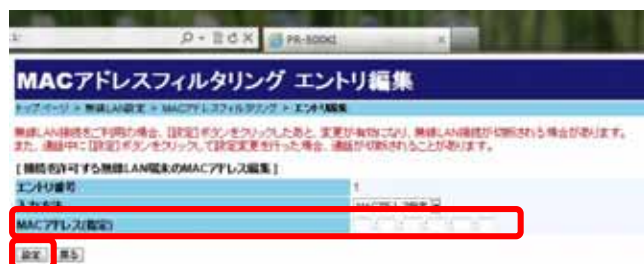 PR-500KI
MACアドレスフィルタリング エントリ編集
トップページ > 無線LAN設定 > MACアドレスフィルタリング > エントリ編集
無線LAN接続をご利用の場合、[設定]ボタンをクリックしたあと、変更が有効になり、無線LAN接続が切断される場合があります。
また、通話中に[設定]ボタンをクリックして設定変更を行った場合、通話が切断されることがあります。
[接続を許可する無線LAN端末のMACアドレス編集]
エントリ番号 1
入力方法
MACアドレス(指定)
設定 戻る